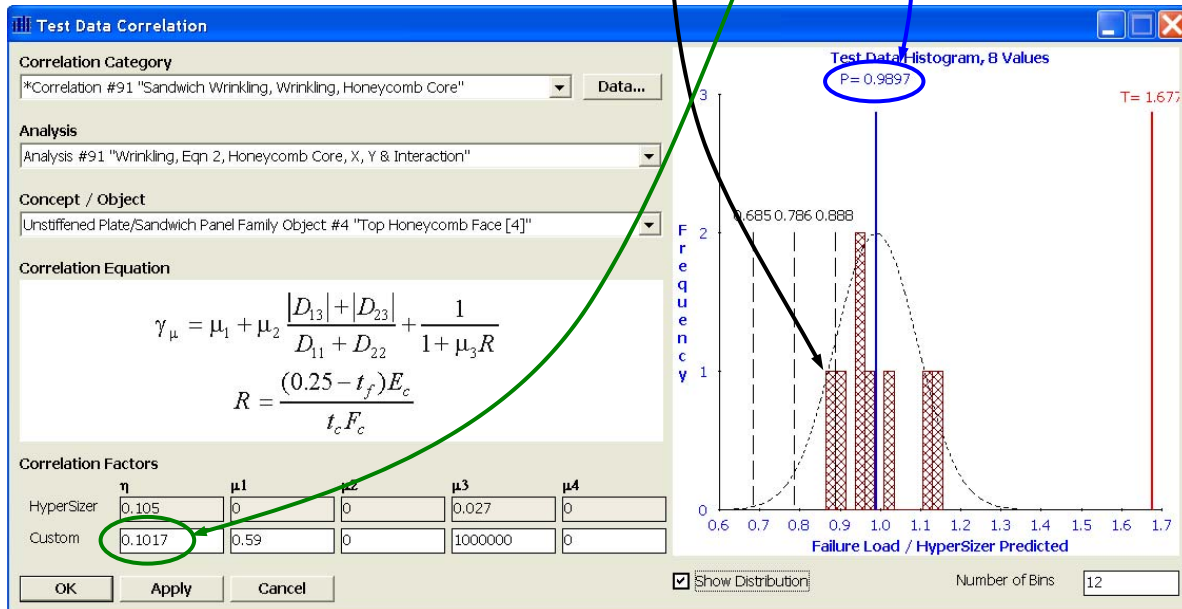 Test Data Correlation
Correlation Category
*Correlation #91 "Sandwich Wrinkling, Wrinkling, Honeycomb Core"
Data...
Analysis
Analysis #91 "Wrinkling, Eqn 2, Honeycomb Core, X, Y & Interaction"
Concept / Object
Unstiffened Plate/Sandwich Panel Family Object #4 "Top Honeycomb Face [4]"
Correlation Equation
γμ = μ1 + μ2 |D13|+|D23| / D11 + D22 + 1 / 1 + μ3R
R = (0.25 − tf)Ec / tcFc
Correlation Factors
η μ1 μ2 μ3 μ4
HyperSizer 0.105 0 0 0.027 0
Custom 0.1017 0.59 0 1000000 0
OK Apply Cancel
Test Data Histogram, 8 Values
P= 0.9897
T= 1.677
0.685 0.786 0.888
Frequency
3
2
1
0
0.6 0.7 0.8 0.9 1.0 1.1 1.2 1.3 1.4 1.5 1.6 1.7
Failure Load / HyperSizer Predicted
Show Distribution
Number of Bins 12